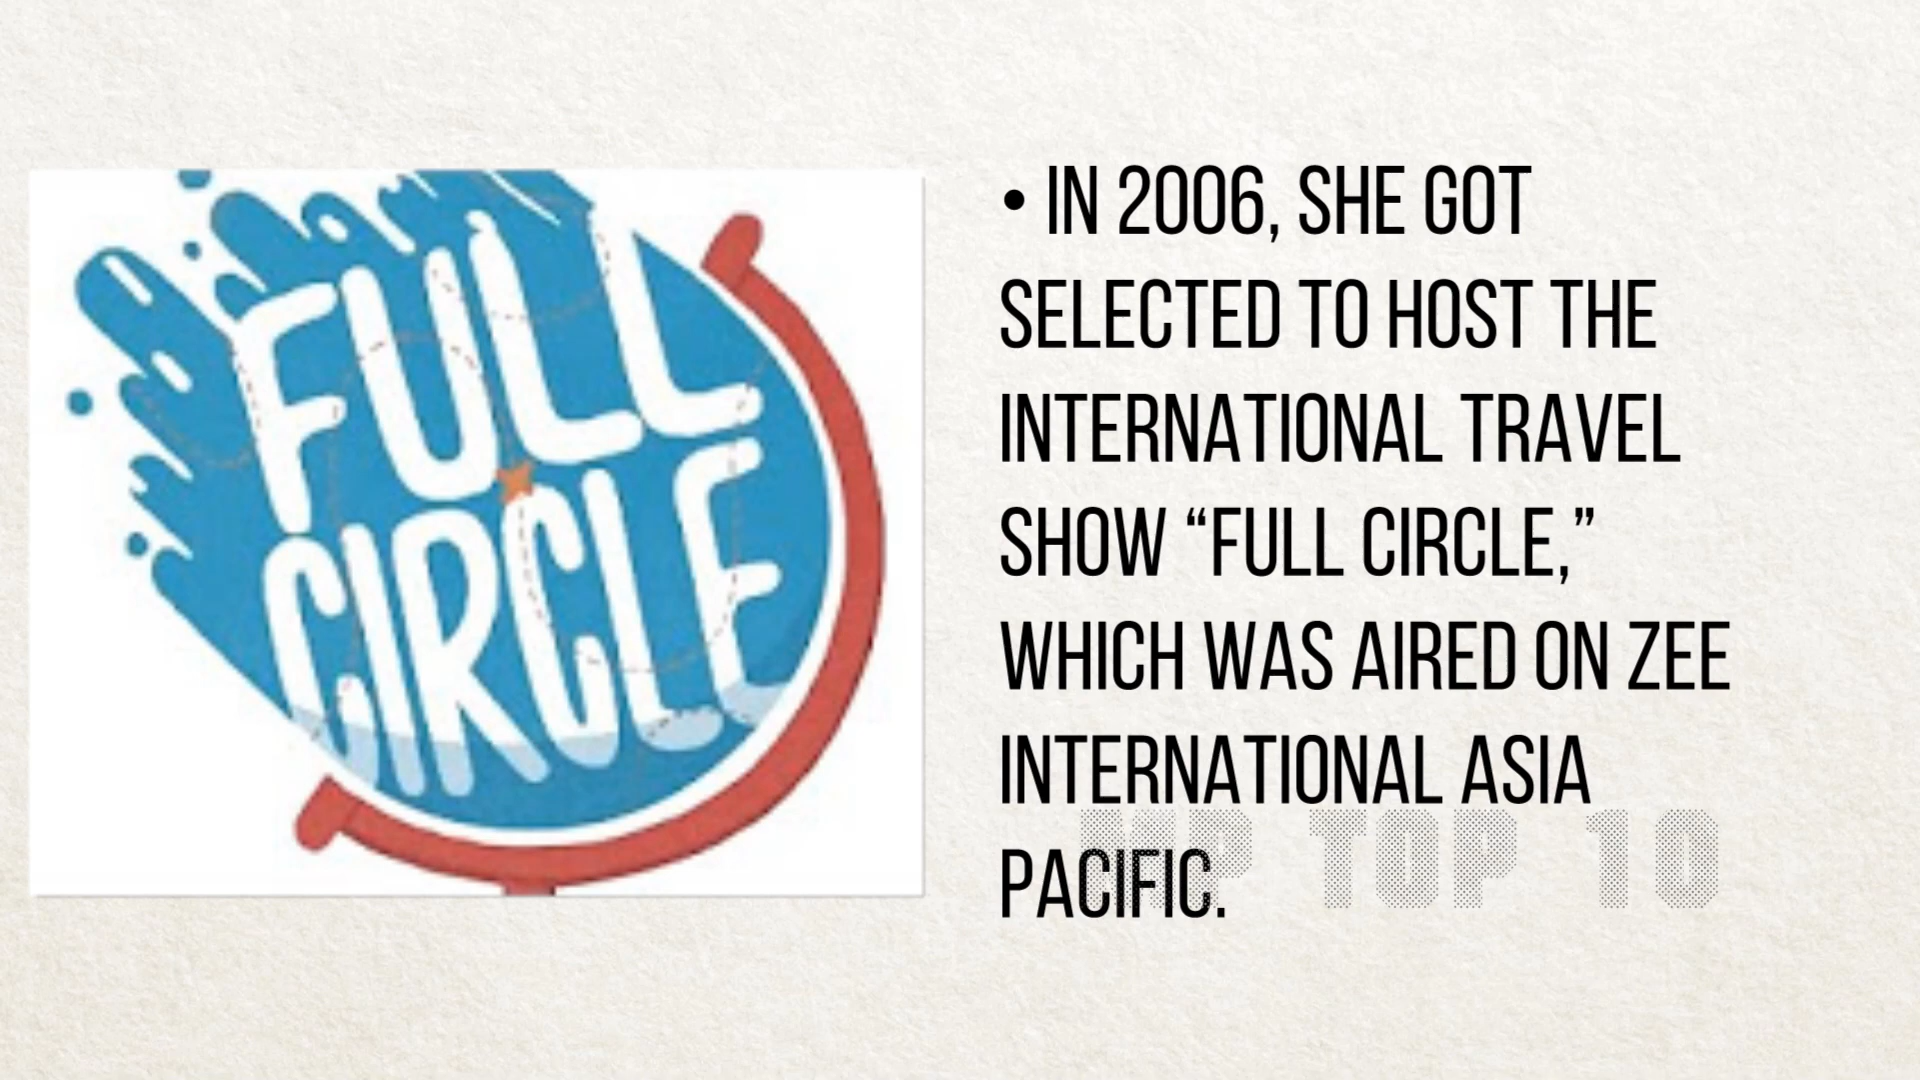 FULL
CIRCLE
• IN 2006, SHE GOT
SELECTED TO HOST THE
INTERNATIONAL TRAVEL
SHOW “FULL CIRCLE,”
WHICH WAS AIRED ON ZEE
INTERNATIONAL ASIA
PACIFIC.
MP TOP 10